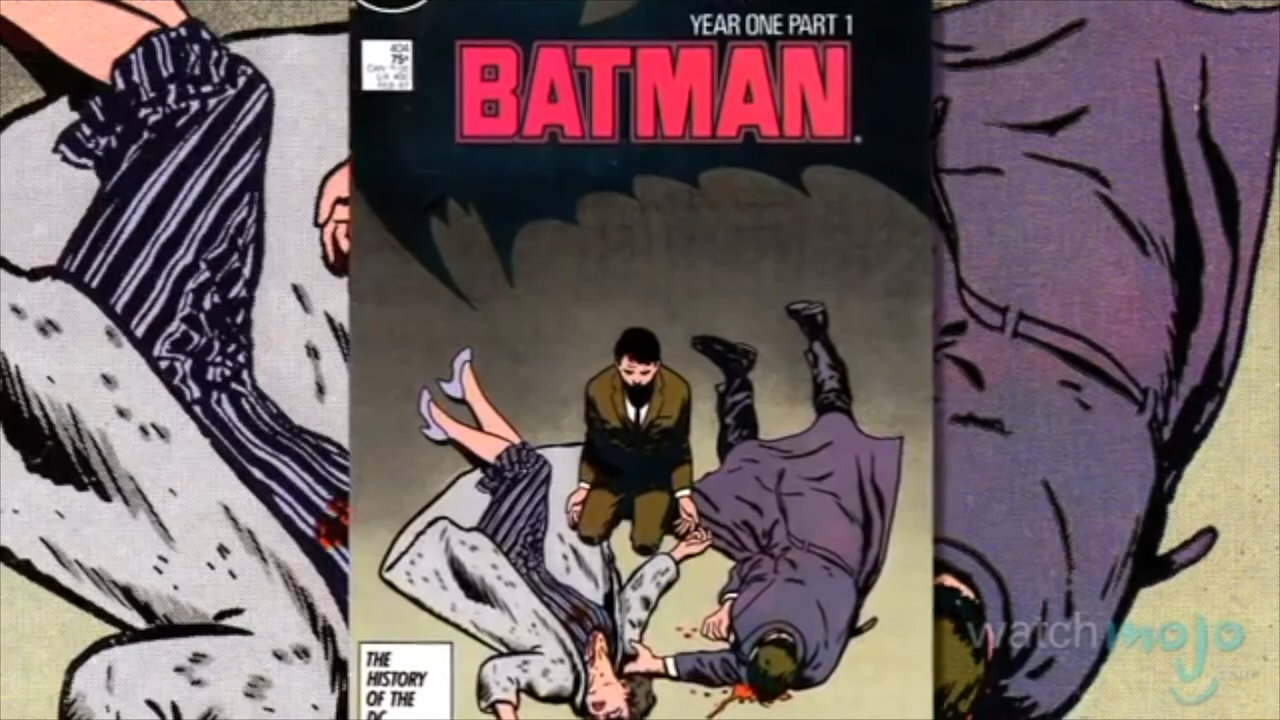 YEAR ONE PART 1
BATMAN
404
75¢
THE
HISTORY
OF THE
DC
watchmojo